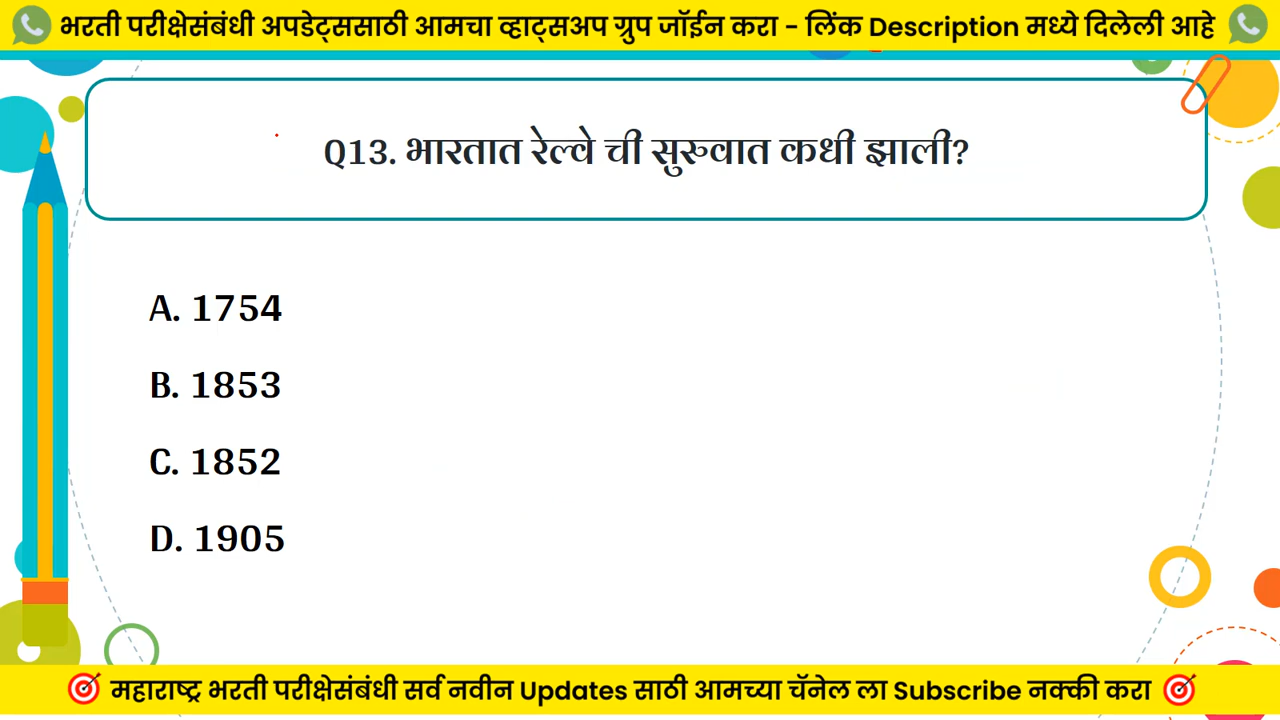 भरती परीक्षेसंबंधी अपडेट्ससाठी आमचा व्हाट्सअप ग्रुप जॉईन करा - लिंक Description मध्ये दिलेली आहे
Q13. भारतात रेल्वे ची सुरुवात कधी झाली?
A. 1754
B. 1853
C. 1852
D. 1905
महाराष्ट्र भरती परीक्षेसंबंधी सर्व नवीन Updates साठी आमच्या चॅनेल ला Subscribe नक्की करा